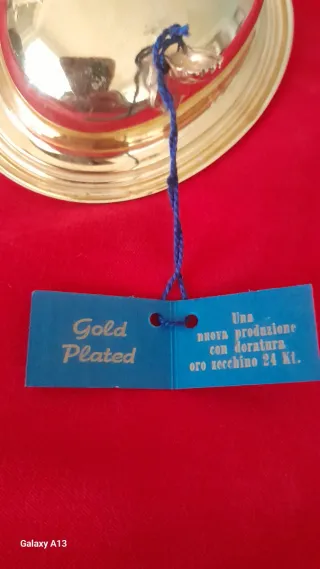 Gold
Plated
Una
nuova produzione
con doratura
oro zecchino 24 Kt.
Galaxy A13